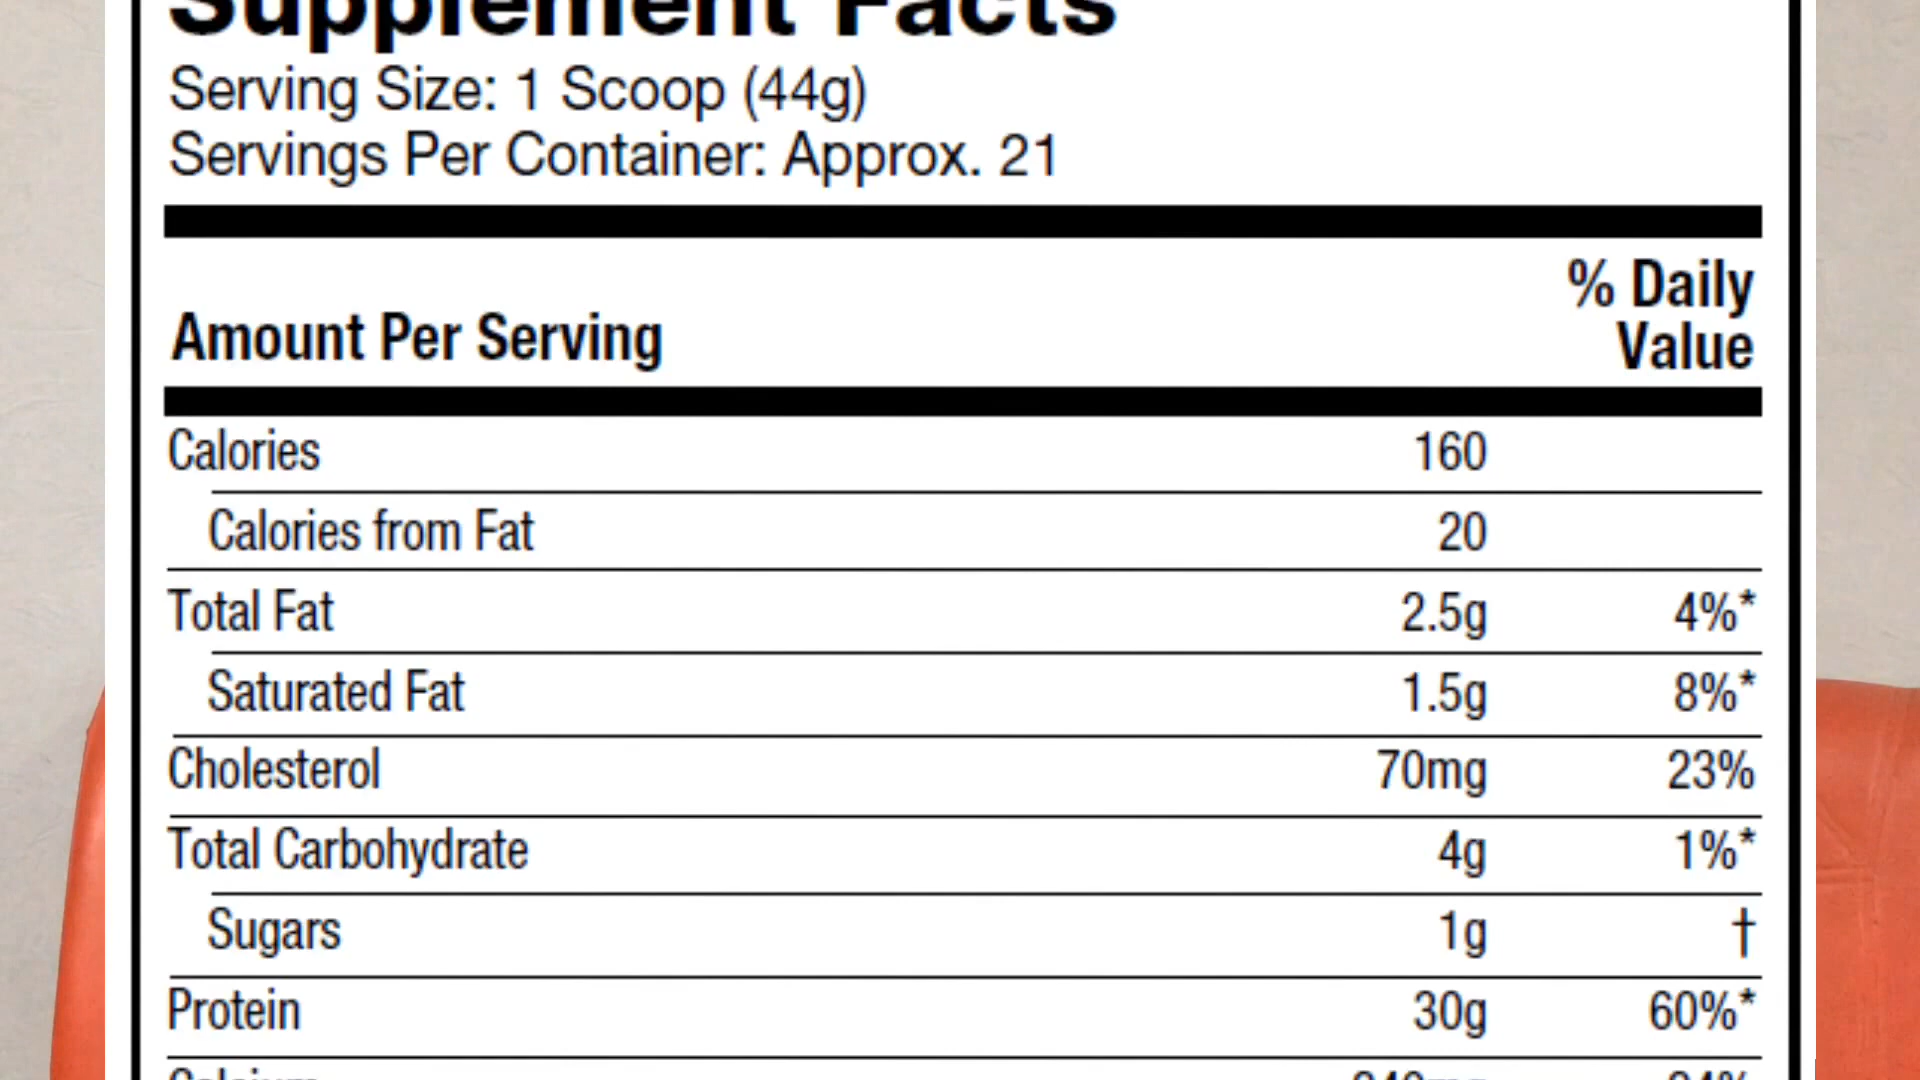 Supplement Facts
Serving Size: 1 Scoop (44g)
Servings Per Container: Approx. 21
% Daily
Value
Amount Per Serving
Calories 160
Calories from Fat 20
Total Fat 2.5g 4%*
Saturated Fat 1.5g 8%*
Cholesterol 70mg 23%
Total Carbohydrate 4g 1%*
Sugars 1g †
Protein 30g 60%*